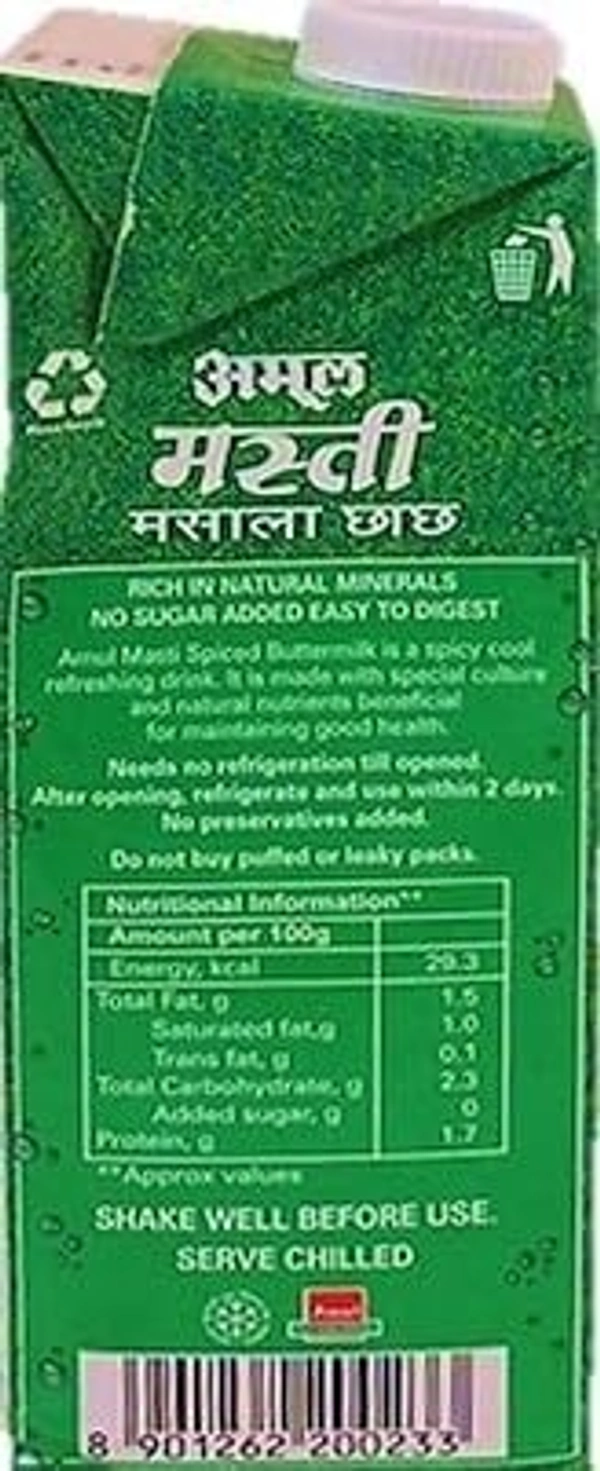 अमूल
मस्ती
मसाला छाछ
RICH IN NATURAL MINERALS
NO SUGAR ADDED EASY TO DIGEST
Amul Masti Spiced Buttermilk is a spicy cool
refreshing drink. It is made with special culture
and natural nutrients beneficial
for maintaining good health.
Needs no refrigeration till opened.
After opening, refrigerate and use within 2 days.
No preservatives added.
Do not buy puffed or leaky packs.
Nutritional Information**
Amount per 100g
Energy, kcal 29.3
Total Fat, g 1.5
Saturated fat,g 1.0
Trans fat, g 0.1
Total Carbohydrate, g 2.3
Added sugar, g 0
Protein, g 1.7
**Approx values
SHAKE WELL BEFORE USE.
SERVE CHILLED
Amul
8 901262 200233